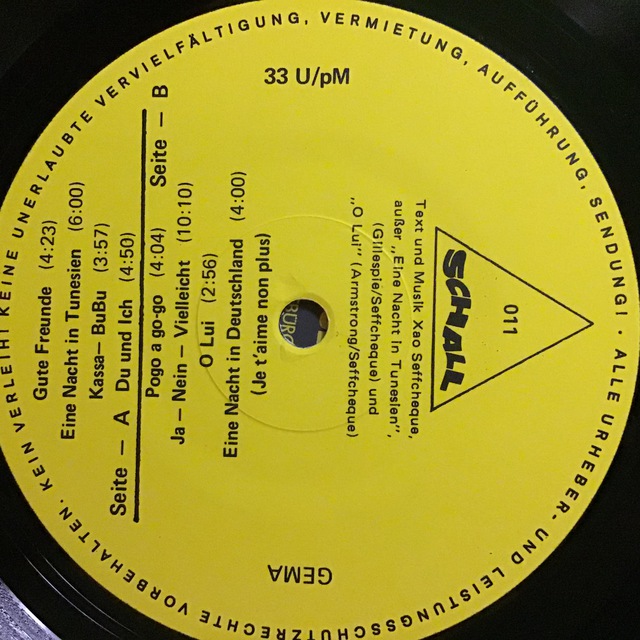 ALLE URHEBER- UND LEISTUNGSSCHUTZRECHTE VORBEHALTEN. KEIN VERLEIH! KEINE UNERLAUBTE VERVIELFÄLTIGUNG, VERMIETUNG, AUFFÜHRUNG, SENDUNG! ·
33 U/pM
GEMA
Gute Freunde (4:23)
Eine Nacht in Tunesien (6:00)
Kassa– BuBu (3:57)
Seite – A Du und Ich (4:50)
Seite – B
Pogo a go-go (4:04)
Ja – Nein – Vielleicht (10:10)
O Lui (2:56)
Eine Nacht in Deutschland (4:00)
(Je t'aime non plus)
SCHALL
011
Text und Musik Xao Seffcheque,
außer „Eine Nacht in Tunesien",
(Gillespie/Seffcheque) und
„O Lui" (Armstrong/Seffcheque)
BURG